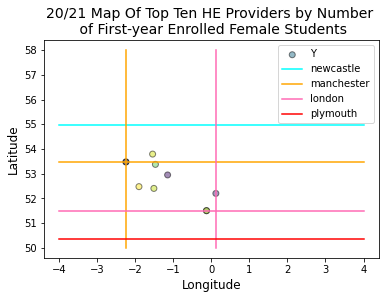 20/21 Map Of Top Ten HE Providers by Number
of First-year Enrolled Female Students
Y
newcastle
manchester
london
plymouth
58
57
56
55
54
53
52
51
50
Latitude
−4 −3 −2 −1 0 1 2 3 4
Longitude